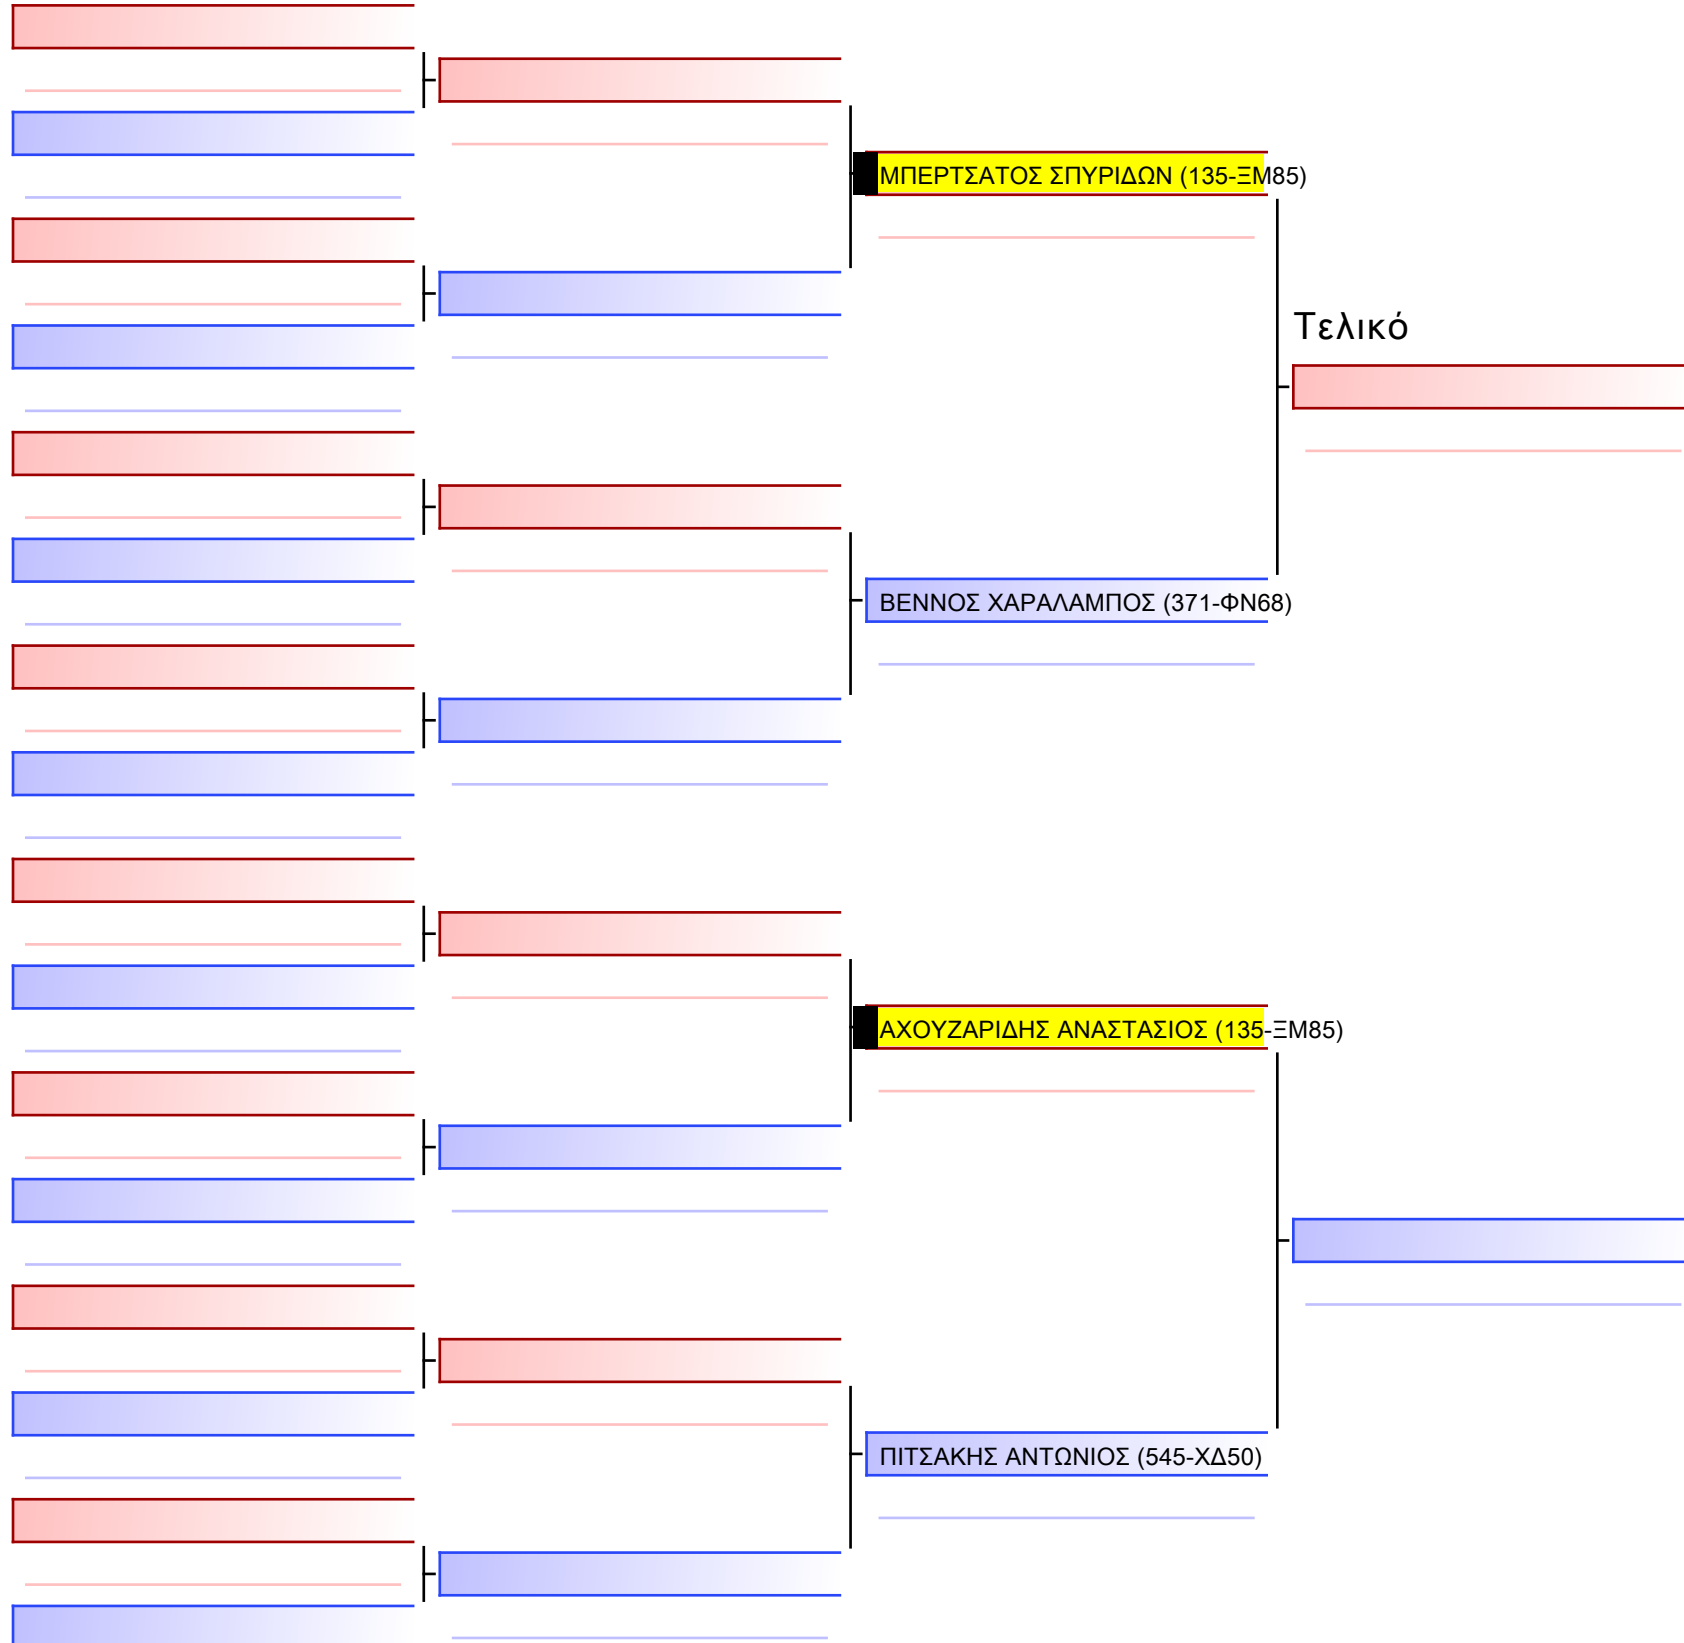 ΜΠΕΡΤΣΑΤΟΣ ΣΠΥΡΙΔΩΝ (135-ΞΜ85)
Τελικό
ΒΕΝΝΟΣ ΧΑΡΑΛΑΜΠΟΣ (371-ΦΝ68)
ΑΧΟΥΖΑΡΙΔΗΣ ΑΝΑΣΤΑΣΙΟΣ (135-ΞΜ85)
ΠΙΤΣΑΚΗΣ ΑΝΤΩΝΙΟΣ (545-ΧΔ50)